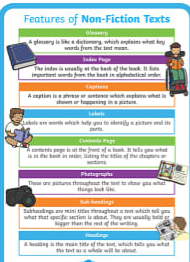 Features of Non-Fiction Texts
Glossary
A glossary is like a dictionary, which explains what key
words from the text mean.
Index Page
The index is usually at the back of the book. It lists
important words from the book in alphabetical order.
Captions
A caption is a phrase or sentence which explains what is
shown or happening in a picture.
Labels
Labels are words which help you to identify a picture and its
parts.
Contents Page
A contents page is at the front of a book. It tells you what
is in the book in order, listing the titles of the chapters or
sections.
Photographs
These are pictures throughout the text to show you what
things look like.
Sub-headings
Subheadings are mini titles throughout a text which tell you
what that specific section is about. They are usually bold or
bigger than the rest of the writing.
Headings
A heading is the main title of the text, which tells you what
the text as a whole will be about.